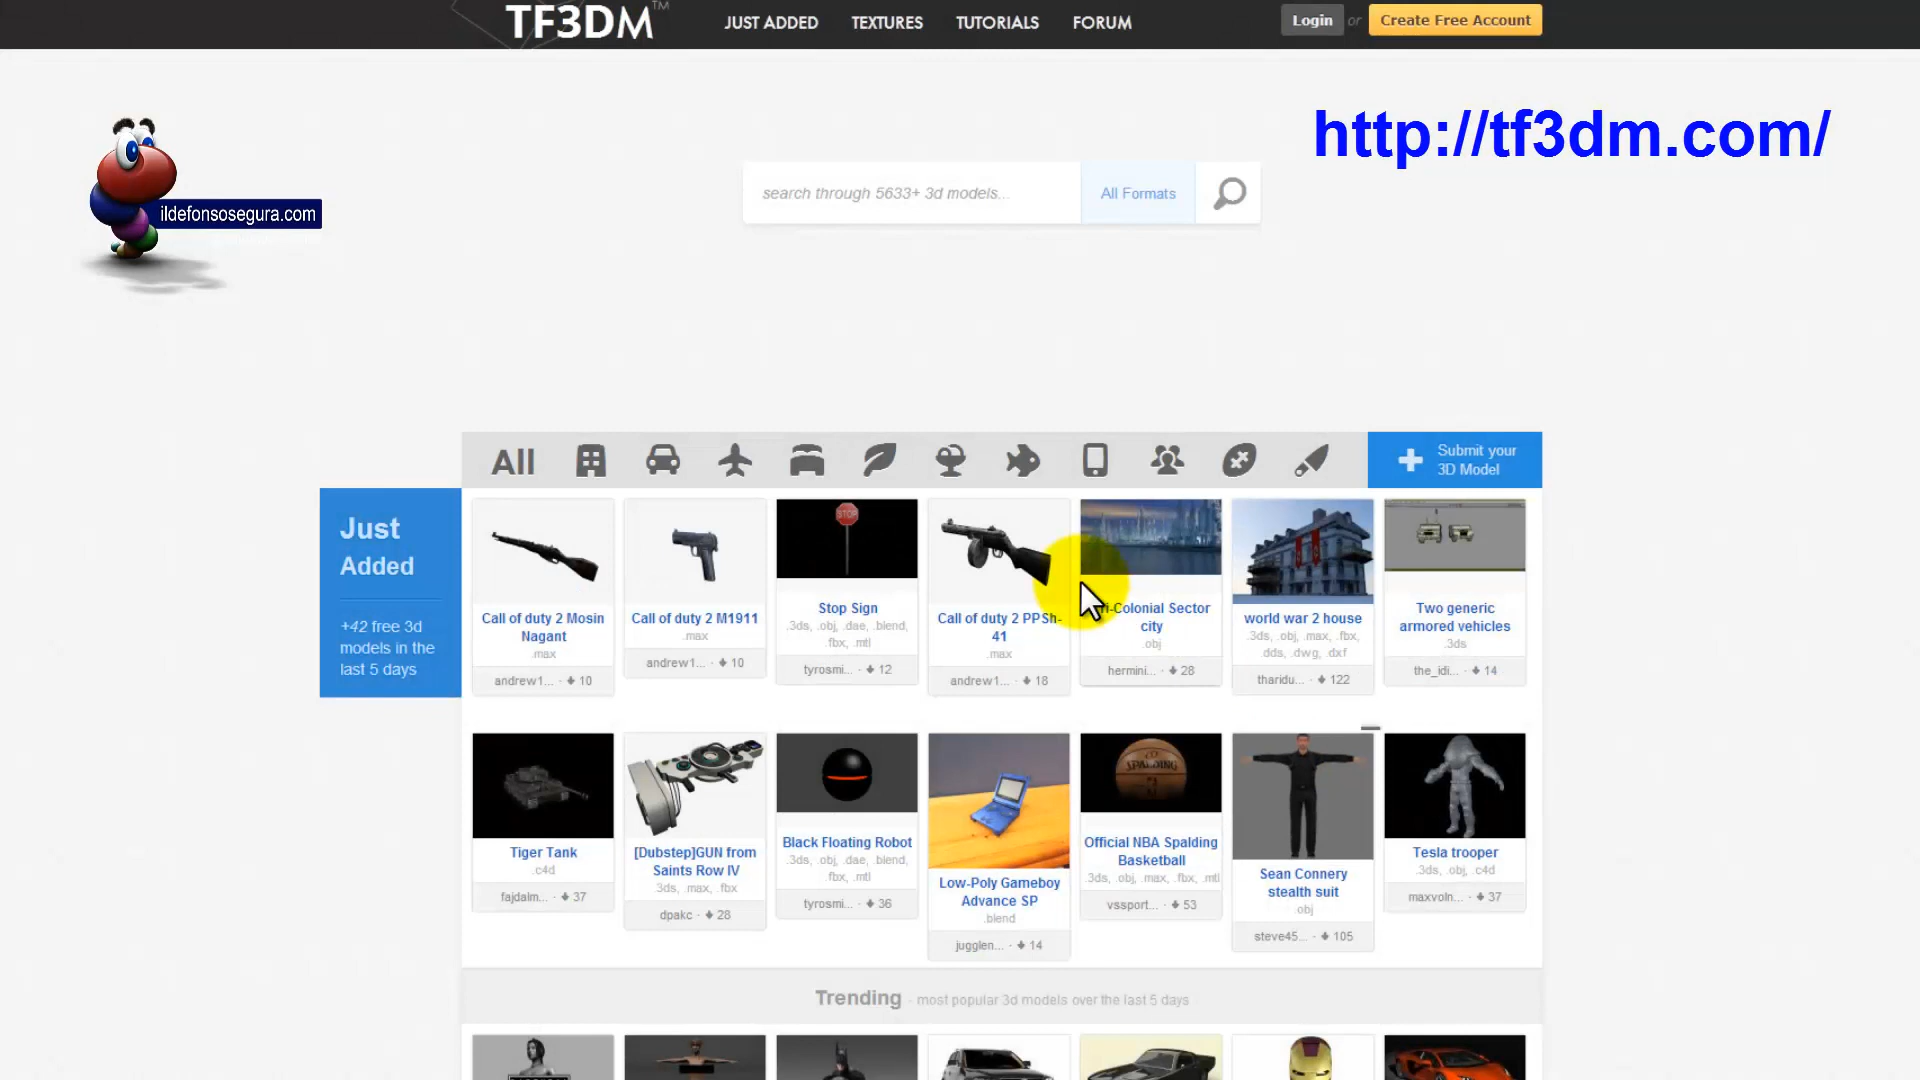 TF3DM™
JUST ADDED
TEXTURES
TUTORIALS
FORUM
Login or Create Free Account
http://tf3dm.com/
ildefonsosegura.com
search through 5633+ 3d models...
All Formats
All
Submit your
3D Model
Just
Added
+42 free 3d
models in the
last 5 days
STOP
Call of duty 2 Mosin
Nagant
.max
andrew1... · 10
Call of duty 2 M1911
.max
andrew1... · 10
Stop Sign
.3ds, .obj, .dae, .blend,
.fbx, .mtl
tyrosmi... · 12
Call of duty 2 PPSh-
41
.max
andrew1... · 18
i-Colonial Sector
city
.obj
hermini... · 28
world war 2 house
.3ds, .obj, .max, .fbx,
.dds, .dwg, .dxf
tharidu... · 122
Two generic
armored vehicles
.3ds
the_idi... · 14
Tiger Tank
.c4d
fajdalm... · 37
[Dubstep]GUN from
Saints Row IV
.3ds, .max, .fbx
dpakc · 28
Black Floating Robot
.3ds, .obj, .dae, .blend,
.fbx, .mtl
tyrosmi... · 36
Low-Poly Gameboy
Advance SP
.blend
jugglen... · 14
SPALDING
Official NBA Spalding
Basketball
.3ds, .obj, .max, .fbx, .mtl
vssport... · 53
Sean Connery
stealth suit
.obj
steve45... · 105
Tesla trooper
.3ds, .obj, .c4d
maxvoln... · 37
Trending - most popular 3d models over the last 5 days